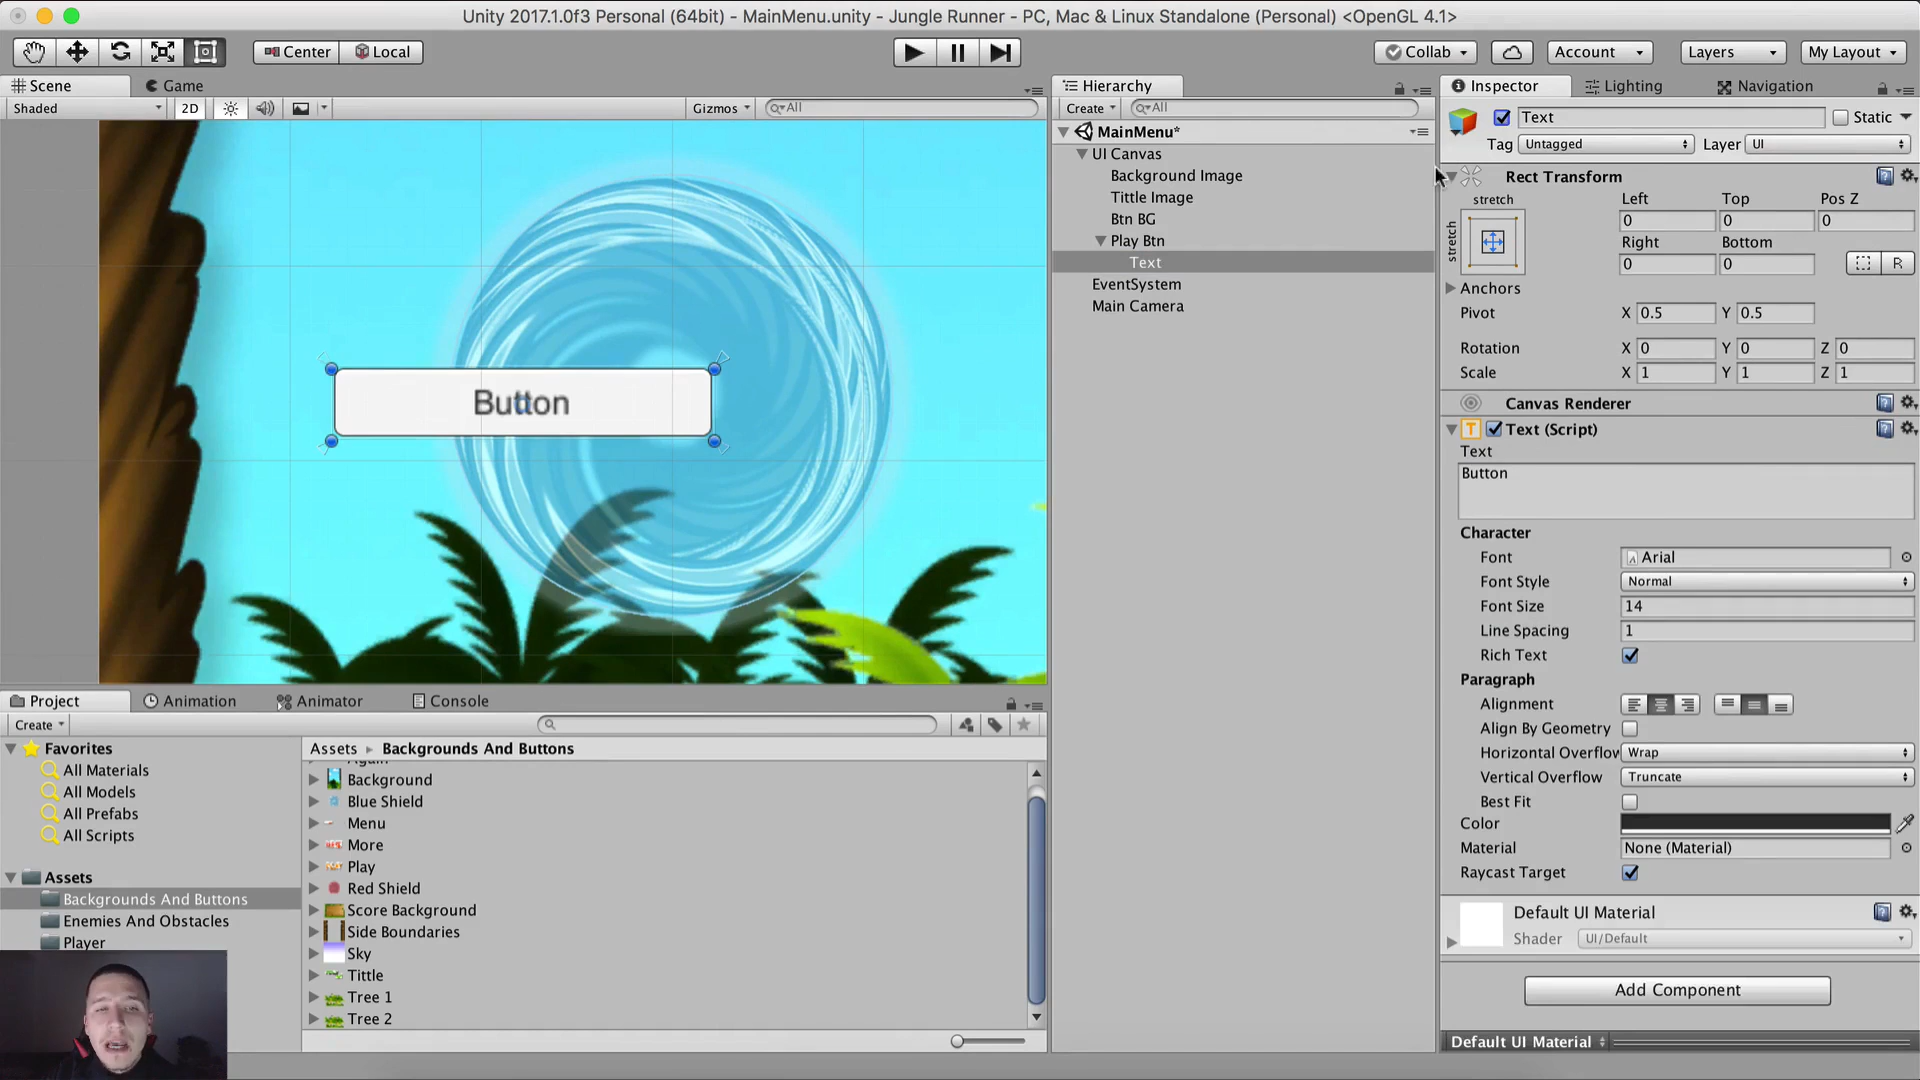 Unity 2017.1.0f3 Personal (64bit) - MainMenu.unity - Jungle Runner - PC, Mac & Linux Standalone (Personal) <OpenGL 4.1>
Center Local Collab Account Layers My Layout
Scene Game
Shaded 2D Gizmos All
Button
Hierarchy
Create All
MainMenu*
UI Canvas
Background Image
Tittle Image
Btn BG
Play Btn
Text
EventSystem
Main Camera
Inspector Lighting Navigation
Text Static
Tag Untagged Layer UI
Rect Transform
stretch Left Top Pos Z
stretch 0 0 0
Right Bottom
0 0 R
Anchors
Pivot X 0.5 Y 0.5
Rotation X 0 Y 0 Z 0
Scale X 1 Y 1 Z 1
Canvas Renderer
T Text (Script)
Text
Button
Character
Font Arial
Font Style Normal
Font Size 14
Line Spacing 1
Rich Text
Paragraph
Alignment
Align By Geometry
Horizontal Overflow Wrap
Vertical Overflow Truncate
Best Fit
Color
Material None (Material)
Raycast Target
Default UI Material
Shader UI/Default
Add Component
Default UI Material
Project Animation Animator Console
Create
Favorites
All Materials
All Models
All Prefabs
All Scripts
Assets
Backgrounds And Buttons
Enemies And Obstacles
Player
Assets Backgrounds And Buttons
Again
Background
Blue Shield
Menu
More
Play
Red Shield
Score Background
Side Boundaries
Sky
Tittle
Tree 1
Tree 2